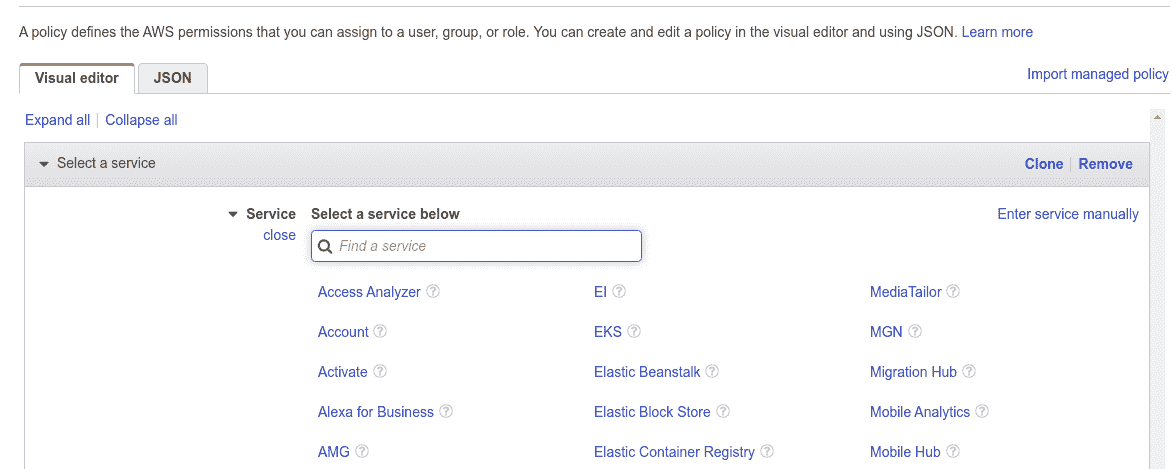 A policy defines the AWS permissions that you can assign to a user, group, or role. You can create and edit a policy in the visual editor and using JSON. Learn more
Visual editor JSON Import managed policy
Expand all Collapse all
Select a service Clone Remove
Service Select a service below Enter service manually
close Find a service
Access Analyzer EI MediaTailor
Account EKS MGN
Activate Elastic Beanstalk Migration Hub
Alexa for Business Elastic Block Store Mobile Analytics
AMG Elastic Container Registry Mobile Hub